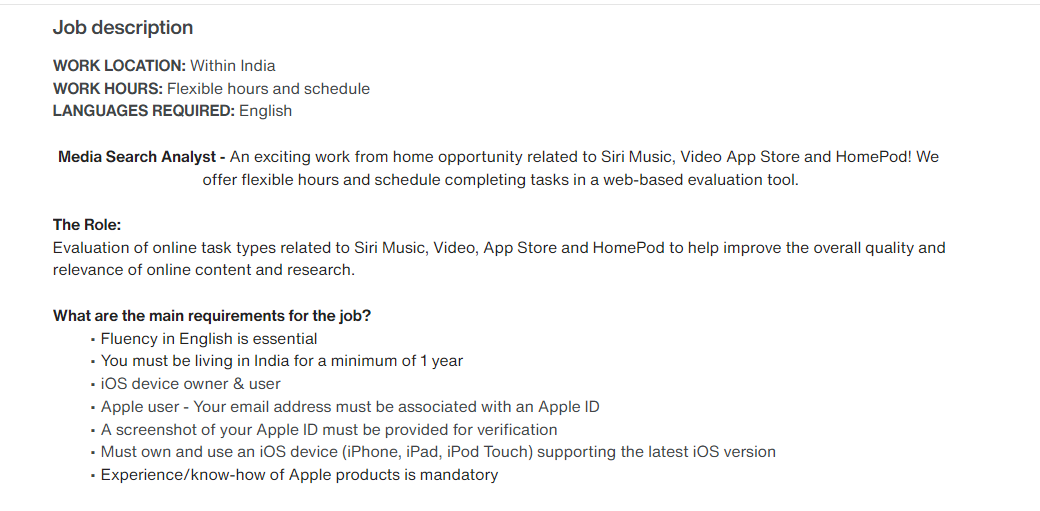 Job description
WORK LOCATION: Within India
WORK HOURS: Flexible hours and schedule
LANGUAGES REQUIRED: English
Media Search Analyst - An exciting work from home opportunity related to Siri Music, Video App Store and HomePod! We
offer flexible hours and schedule completing tasks in a web-based evaluation tool.
The Role:
Evaluation of online task types related to Siri Music, Video, App Store and HomePod to help improve the overall quality and
relevance of online content and research.
What are the main requirements for the job?
▪ Fluency in English is essential
▪ You must be living in India for a minimum of 1 year
▪ iOS device owner & user
▪ Apple user - Your email address must be associated with an Apple ID
▪ A screenshot of your Apple ID must be provided for verification
▪ Must own and use an iOS device (iPhone, iPad, iPod Touch) supporting the latest iOS version
▪ Experience/know-how of Apple products is mandatory